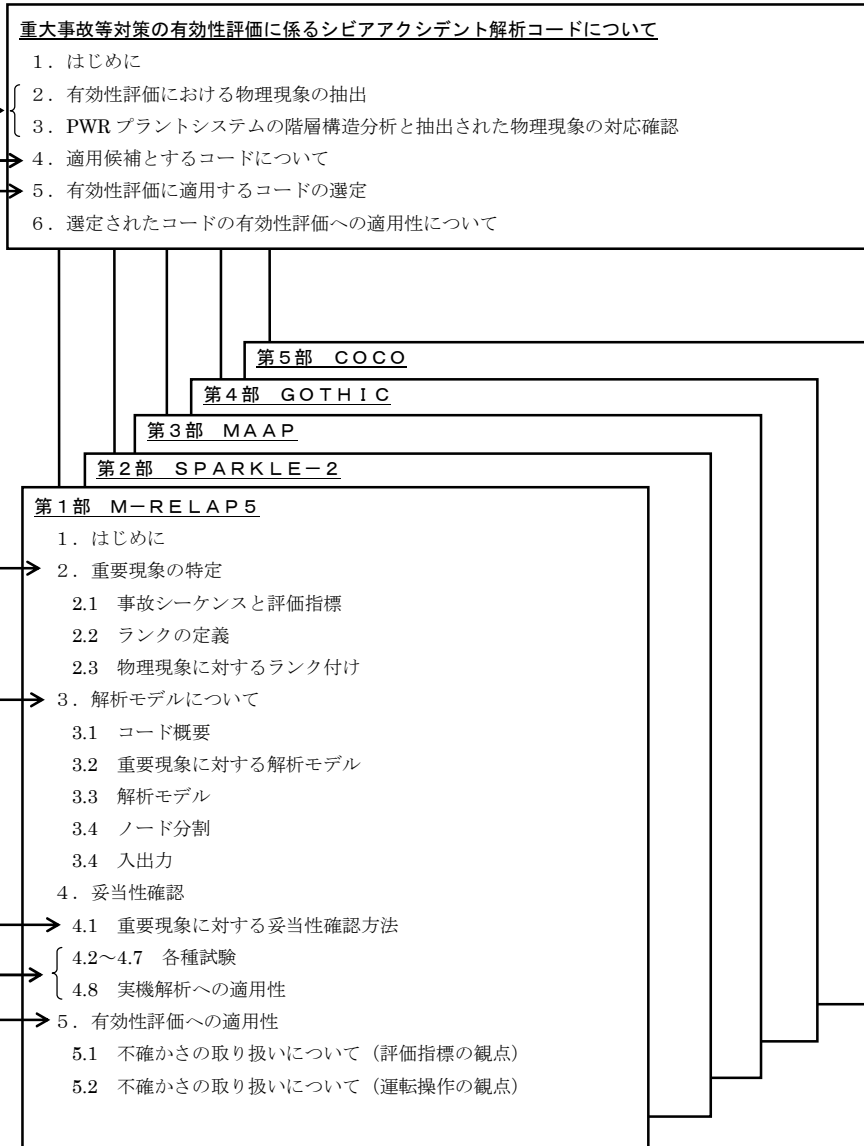 重大事故等対策の有効性評価に係るシビアアクシデント解析コードについて
1．はじめに
2．有効性評価における物理現象の抽出
3．PWR プラントシステムの階層構造分析と抽出された物理現象の対応確認
4．適用候補とするコードについて
5．有効性評価に適用するコードの選定
6．選定されたコードの有効性評価への適用性について
第5部　COCO
第4部　GOTHIC
第3部　MAAP
第2部　SPARKLE－2
第1部　M－RELAP5
1．はじめに
2．重要現象の特定
2.1　事故シーケンスと評価指標
2.2　ランクの定義
2.3　物理現象に対するランク付け
3．解析モデルについて
3.1　コード概要
3.2　重要現象に対する解析モデル
3.3　解析モデル
3.4　ノード分割
3.4　入出力
4．妥当性確認
4.1　重要現象に対する妥当性確認方法
4.2～4.7　各種試験
4.8　実機解析への適用性
5．有効性評価への適用性
5.1　不確かさの取り扱いについて（評価指標の観点）
5.2　不確かさの取り扱いについて（運転操作の観点）